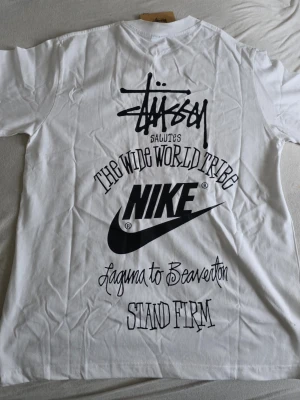 Stüssy
SALUTES
THE WIDE WORLD TRIBE
NIKE®
Laguna to Beaverton
STAND FIRM